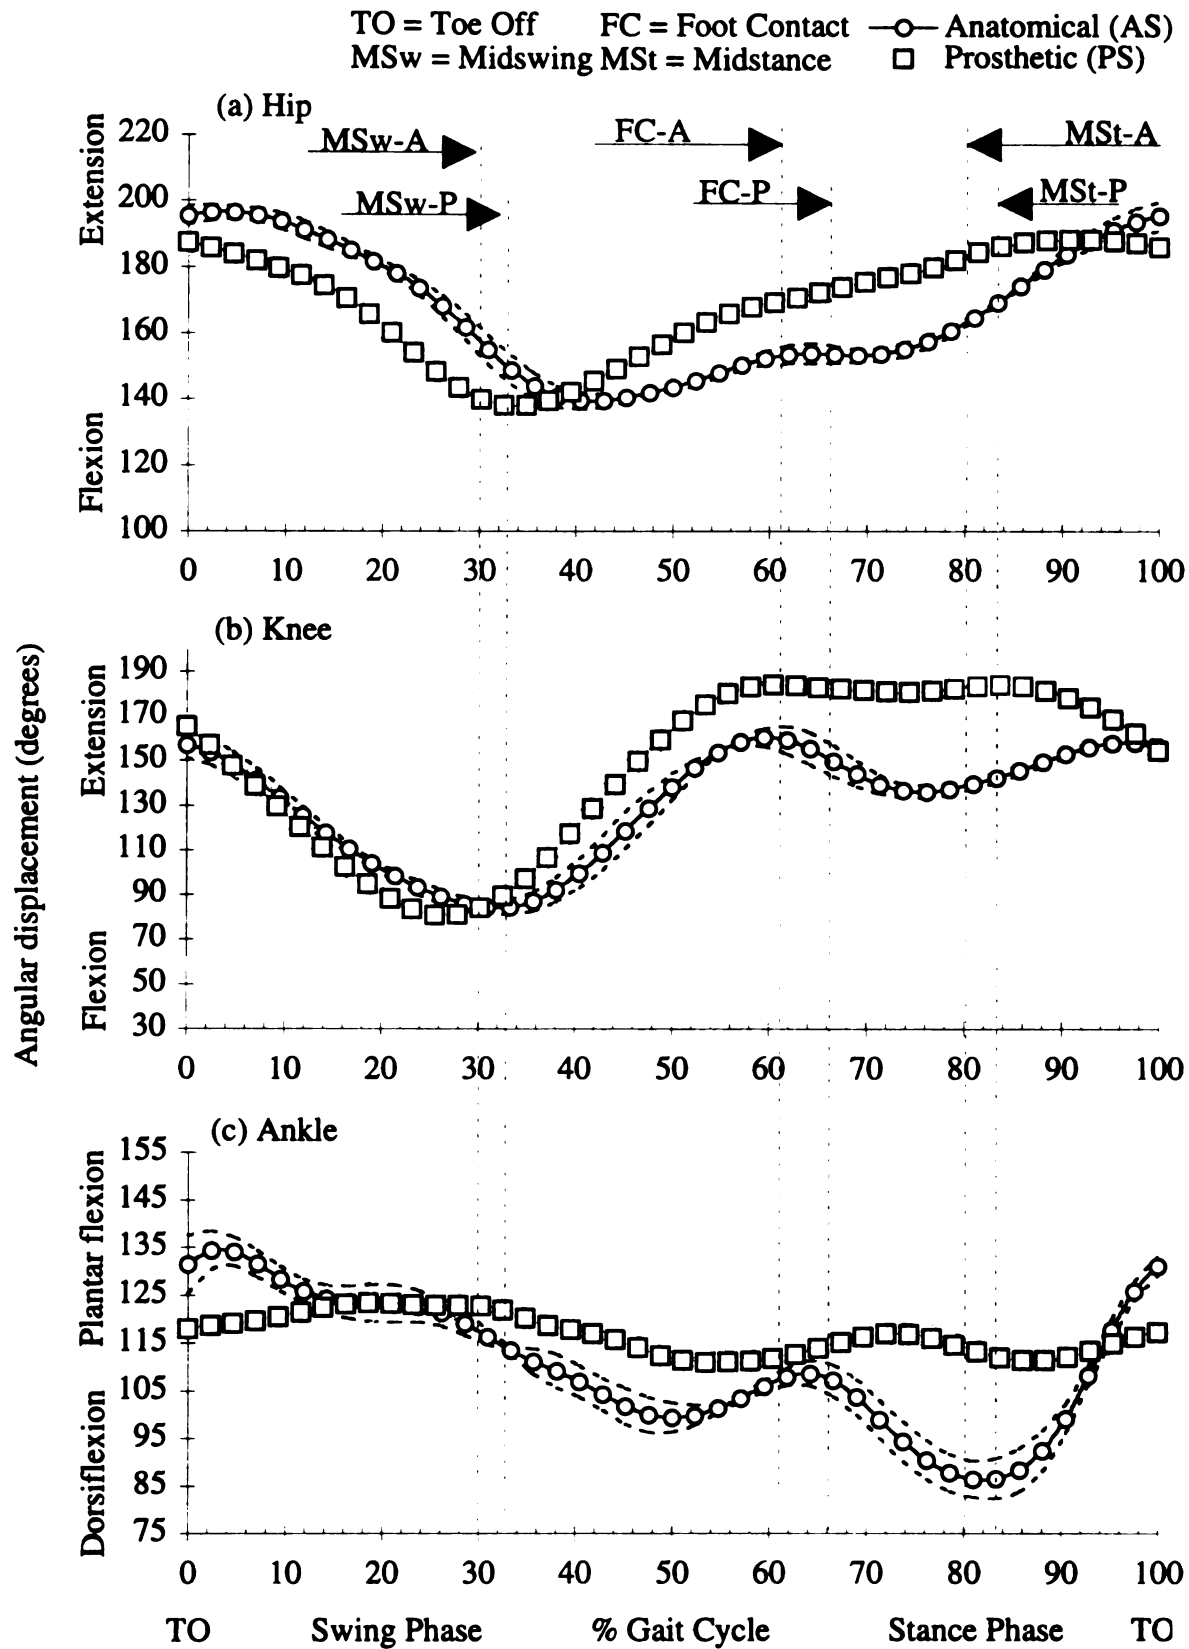 TO = Toe Off FC = Foot Contact Anatomical (AS)
MSw = Midswing MSt = Midstance Prosthetic (PS)
(a) Hip
Extension
Flexion
MSw-A FC-A MSt-A
MSw-P FC-P MSt-P
220
200
180
160
140
120
100
0 10 20 30 40 50 60 70 80 90 100
Angular displacement (degrees)
(b) Knee
Extension
Flexion
190
170
150
130
110
90
70
50
30
0 10 20 30 40 50 60 70 80 90 100
(c) Ankle
Plantar flexion
Dorsiflexion
155
145
135
125
115
105
95
85
75
0 10 20 30 40 50 60 70 80 90 100
TO Swing Phase % Gait Cycle Stance Phase TO